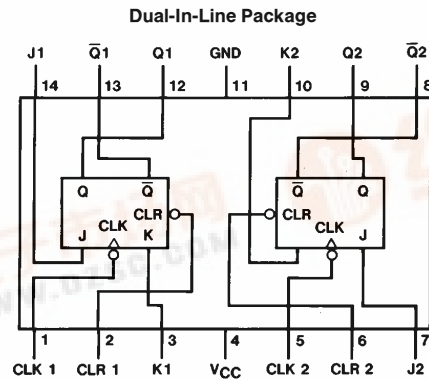 Dual-In-Line Package
J1 Q̅1 Q1 GND K2 Q2 Q̅2
14 13 12 11 10 9 8
Q Q̅ Q̅ Q
CLR CLR
CLK CLK
J K J
1 2 3 4 5 6 7
CLK 1 CLR 1 K1 VCC CLK 2 CLR 2 J2